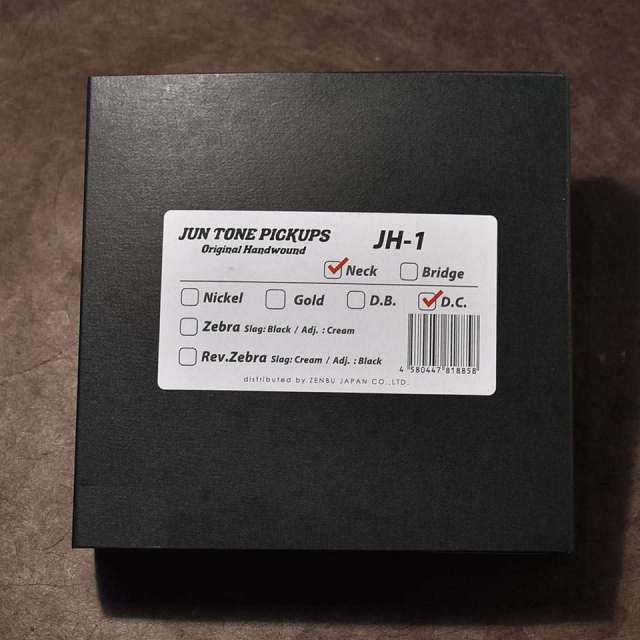 JUN TONE PICKUPS JH-1
Original Handwound
Neck Bridge
Nickel Gold D.B. D.C.
Zebra Slag: Black / Adj. : Cream
Rev.Zebra Slag: Cream / Adj. : Black
4 580447 818858
distributed by ZENBU JAPAN CO.,LTD.